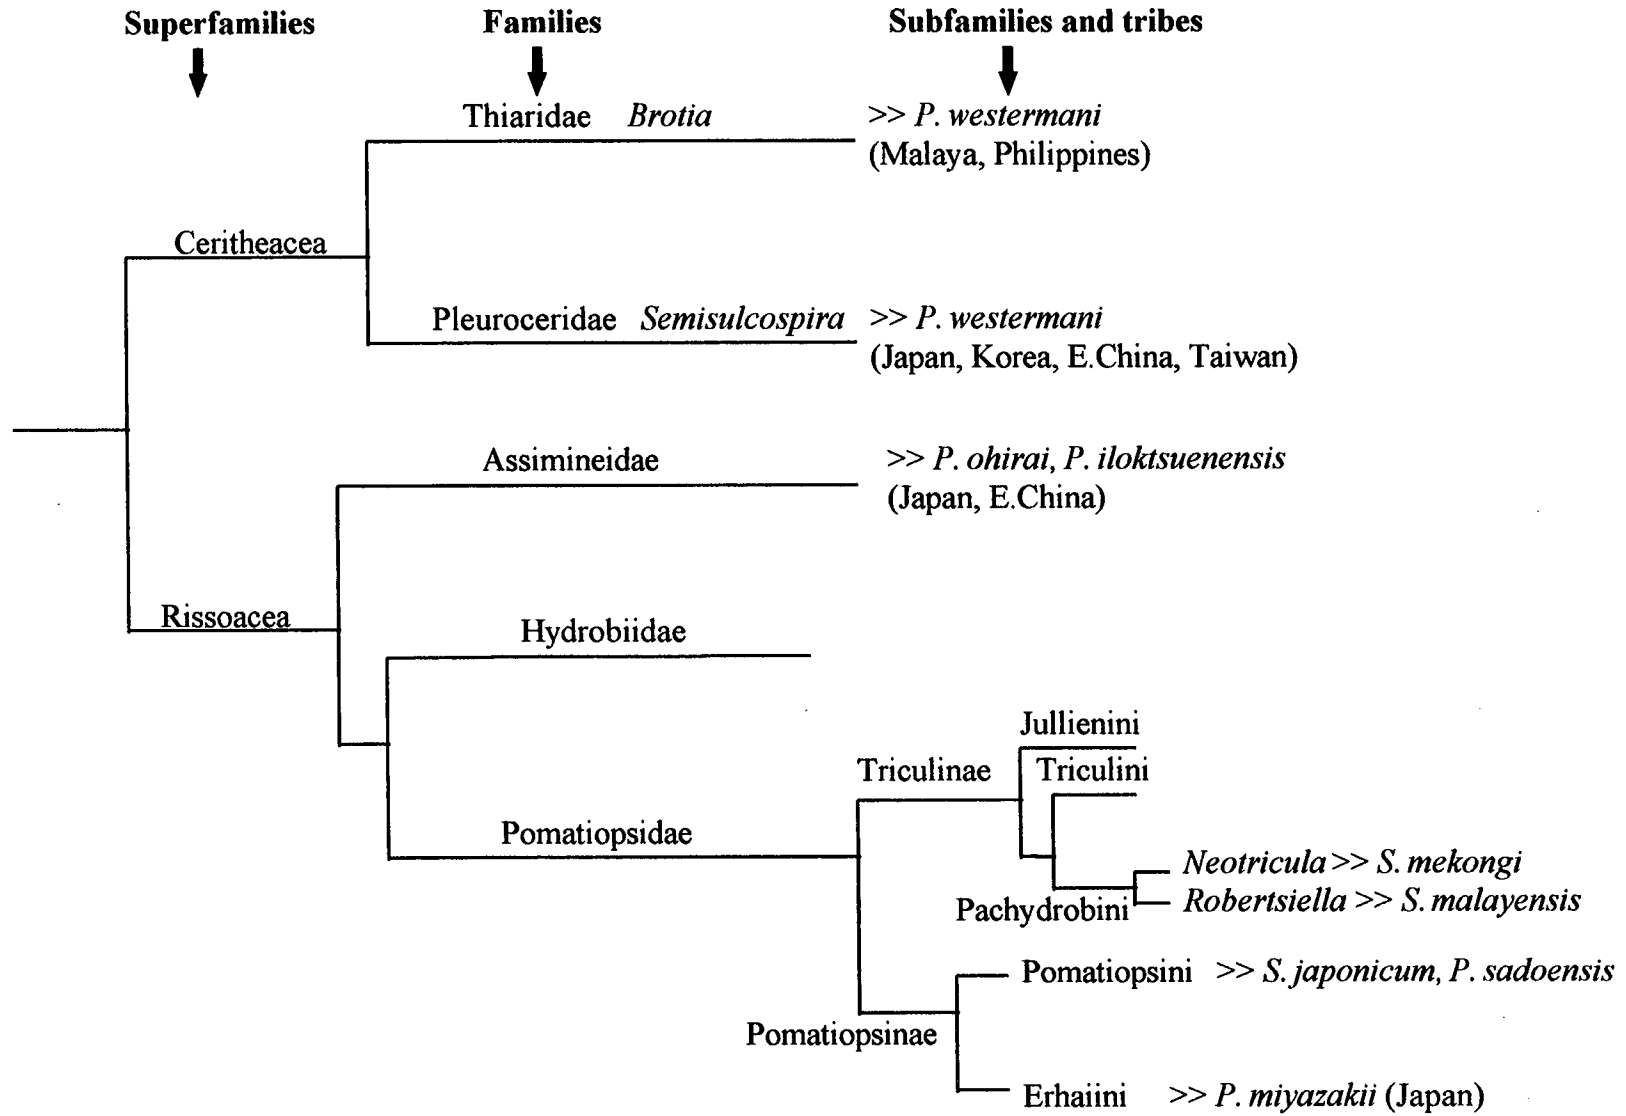 Superfamilies Families Subfamilies and tribes
Thiaridae Brotia >> P. westermani
(Malaya, Philippines)
Ceritheacea
Pleuroceridae Semisulcospira >> P. westermani
(Japan, Korea, E.China, Taiwan)
Assimineidae >> P. ohirai, P. iloktsuenensis
(Japan, E.China)
Rissoacea
Hydrobiidae
Jullienini
Triculinae Triculini
Pomatiopsidae
Neotricula >> S. mekongi
Pachydrobini Robertsiella >> S. malayensis
Pomatiopsini >> S. japonicum, P. sadoensis
Pomatiopsinae
Erhaiini >> P. miyazakii (Japan)